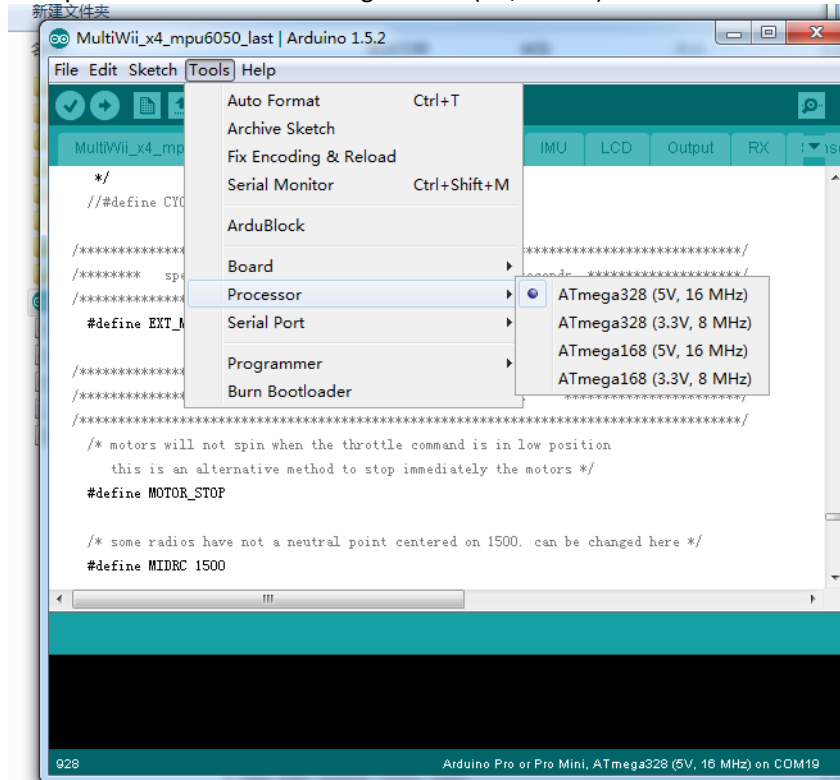 新建文件夹
MultiWii_x4_mpu6050_last | Arduino 1.5.2
File Edit Sketch Tools Help
Auto Format Ctrl+T
Archive Sketch
Fix Encoding & Reload
Serial Monitor Ctrl+Shift+M
ArduBlock
Board
Processor
Serial Port
Programmer
Burn Bootloader
ATmega328 (5V, 16 MHz)
ATmega328 (3.3V, 8 MHz)
ATmega168 (5V, 16 MHz)
ATmega168 (3.3V, 8 MHz)
MultiWii_x4_mp IMU LCD Output RX
*/
//#define CYC
/******** spe
#define EXT_M
/* motors will not spin when the throttle command is in low position
this is an alternative method to stop immediately the motors */
#define MOTOR_STOP
/* some radios have not a neutral point centered on 1500. can be changed here */
#define MIDRC 1500
928 Arduino Pro or Pro Mini, ATmega328 (5V, 16 MHz) on COM19